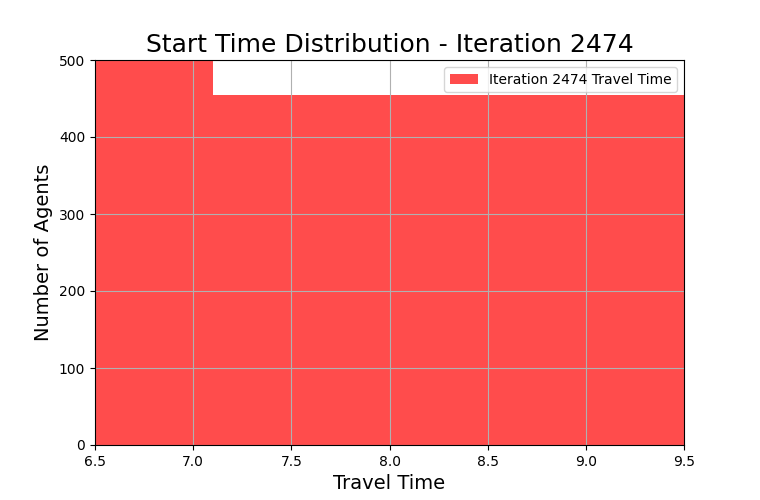 Start Time Distribution - Iteration 2474
Iteration 2474 Travel Time
Number of Agents
500
400
300
200
100
0
6.5 7.0 7.5 8.0 8.5 9.0 9.5
Travel Time